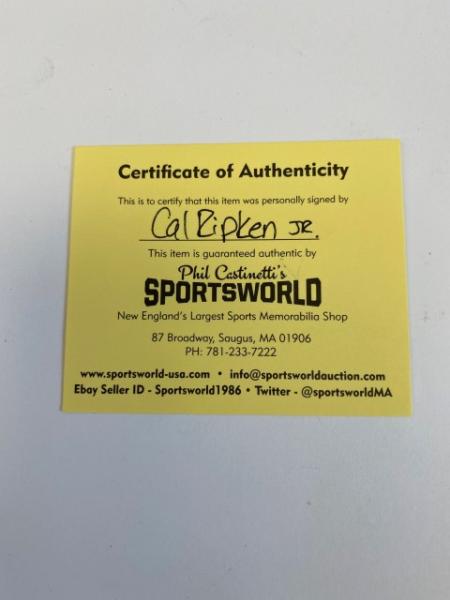 Certificate of Authenticity
This is to certify that this item was personally signed by
Cal Ripken JR.
This item is guaranteed authentic by
Phil Castinetti's
SPORTSWORLD
New England's Largest Sports Memorabilia Shop
87 Broadway, Saugus, MA 01906
PH: 781-233-7222
www.sportsworld-usa.com • info@sportsworldauction.com
Ebay Seller ID - Sportsworld1986 • Twitter - @sportsworldMA